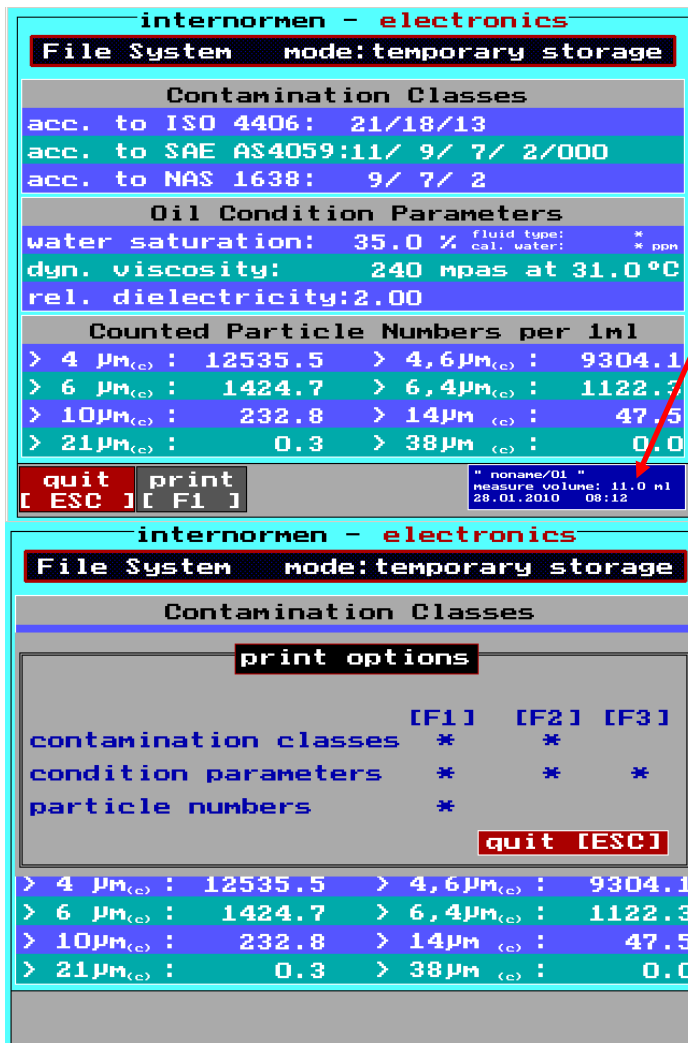 internormen - electronics
File System mode:temporary storage
Contamination Classes
acc. to ISO 4406: 21/18/13
acc. to SAE AS4059:11/ 9/ 7/ 2/000
acc. to NAS 1638: 9/ 7/ 2
Oil Condition Parameters
water saturation: 35.0 % fluid type: * cal. water: * ppm
dyn. viscosity: 240 mpas at 31.0°C
rel. dielectricity:2.00
Counted Particle Numbers per 1ml
> 4 µm(c) : 12535.5 > 4,6µm(c) : 9304.1
> 6 µm(c) : 1424.7 > 6,4µm(c) : 1122.3
> 10µm(c) : 232.8 > 14µm (c) : 47.5
> 21µm(c) : 0.3 > 38µm (c) : 0.0
quit print
[ ESC ][ F1 ]
" noname/01 "
measure volume: 11.0 ml
28.01.2010 08:12
internormen - electronics
File System mode:temporary storage
Contamination Classes
print options
[F1] [F2] [F3]
contamination classes * *
condition parameters * * *
particle numbers *
quit [ESC]
> 4 µm(c) : 12535.5 > 4,6µm(c) : 9304.1
> 6 µm(c) : 1424.7 > 6,4µm(c) : 1122.3
> 10µm(c) : 232.8 > 14µm (c) : 47.5
> 21µm(c) : 0.3 > 38µm (c) : 0.0